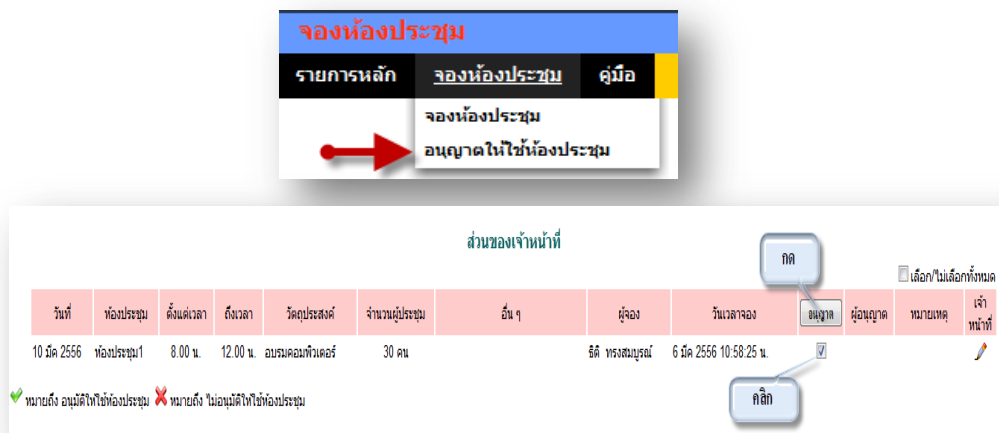 จองห้องประชุม
รายการหลัก จองห้องประชุม คู่มือ
จองห้องประชุม
อนุญาตให้ใช้ห้องประชุม
ส่วนของเจ้าหน้าที่
กด
เลือก/ไม่เลือกทั้งหมด
วันที่ ห้องประชุม ตั้งแต่เวลา ถึงเวลา วัตถุประสงค์ จำนวนผู้ประชุม อื่น ๆ ผู้จอง วันเวลาจอง อนุญาต ผู้อนุญาต หมายเหตุ เจ้าหน้าที่
10 มีค 2556 ห้องประชุม1 8.00 น. 12.00 น. อบรมคอมพิวเตอร์ 30 คน ธิติ ทรงสมบูรณ์ 6 มีค 2556 10:58:25 น.
คลิก
หมายถึง อนุมัติให้ใช้ห้องประชุม หมายถึง ไม่อนุมัติให้ใช้ห้องประชุม